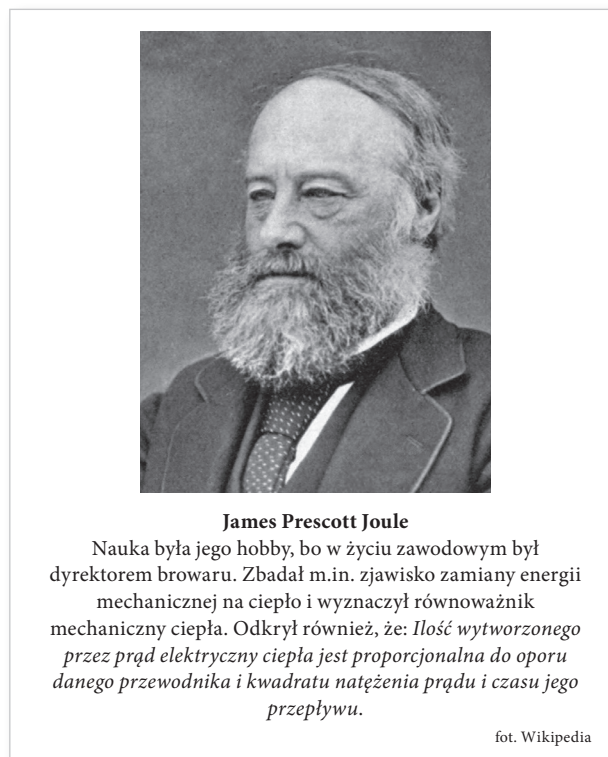 James Prescott Joule
Nauka była jego hobby, bo w życiu zawodowym był
dyrektorem browaru. Zbadał m.in. zjawisko zamiany energii
mechanicznej na ciepło i wyznaczył równoważnik
mechaniczny ciepła. Odkrył również, że: Ilość wytworzonego
przez prąd elektryczny ciepła jest proporcjonalna do oporu
danego przewodnika i kwadratu natężenia prądu i czasu jego
przepływu.
fot. Wikipedia